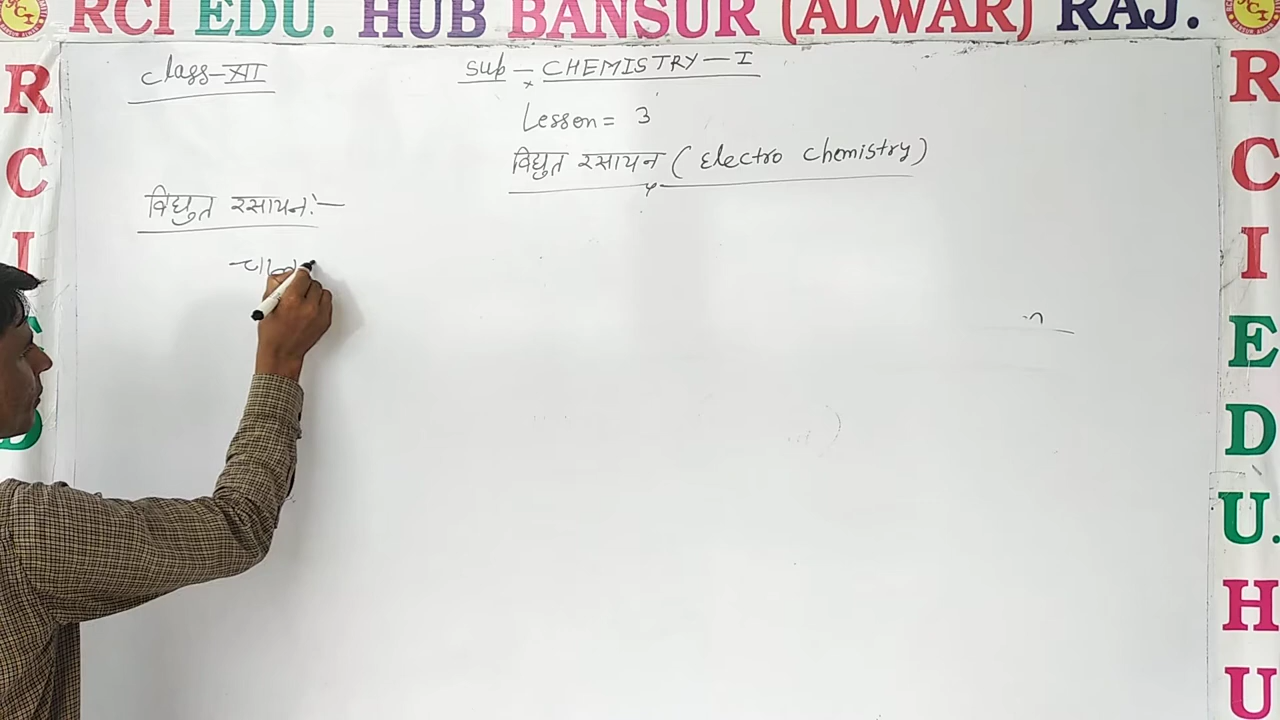 RCI EDU. HUB BANSUR (ALWAR) RAJ.
Class-XII
Sub - CHEMISTRY - I
Lesson = 3
विद्युत रसायन ( Electro chemistry )
विद्युत रसायन :-
R
C
I
D
R
C
I
E
D
U.
H
U